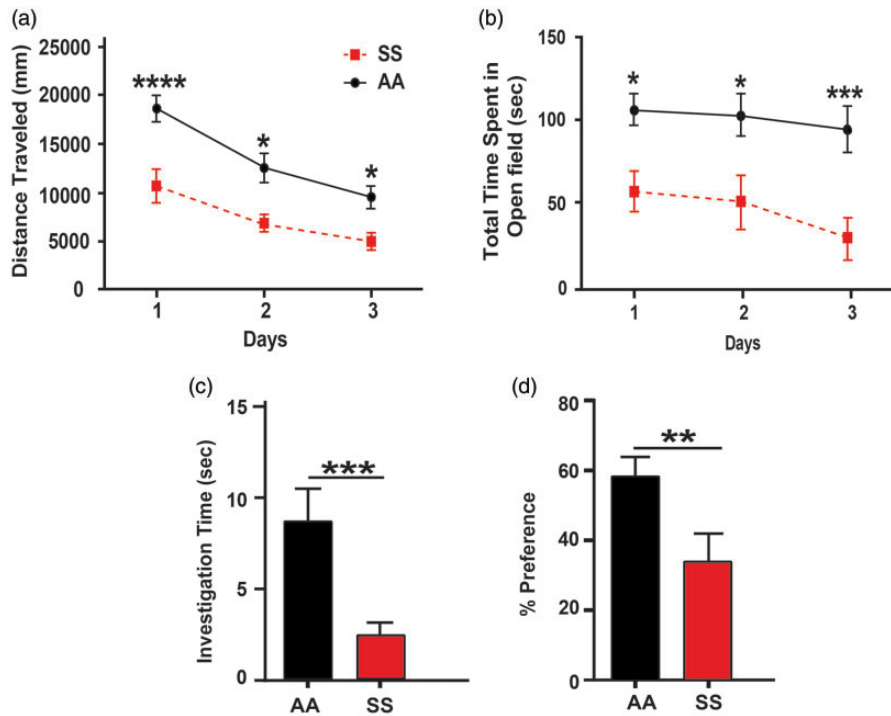 (a)
Distance Traveled (mm)
25000
20000
15000
10000
5000
0
****
*
*
SS
AA
1 2 3
Days
(b)
Total Time Spent in
Open field (sec)
150
100
50
0
*
*
***
1 2 3
Days
(c)
Investigation Time (sec)
15
10
5
0
***
AA SS
(d)
% Preference
80
60
40
20
0
**
AA SS